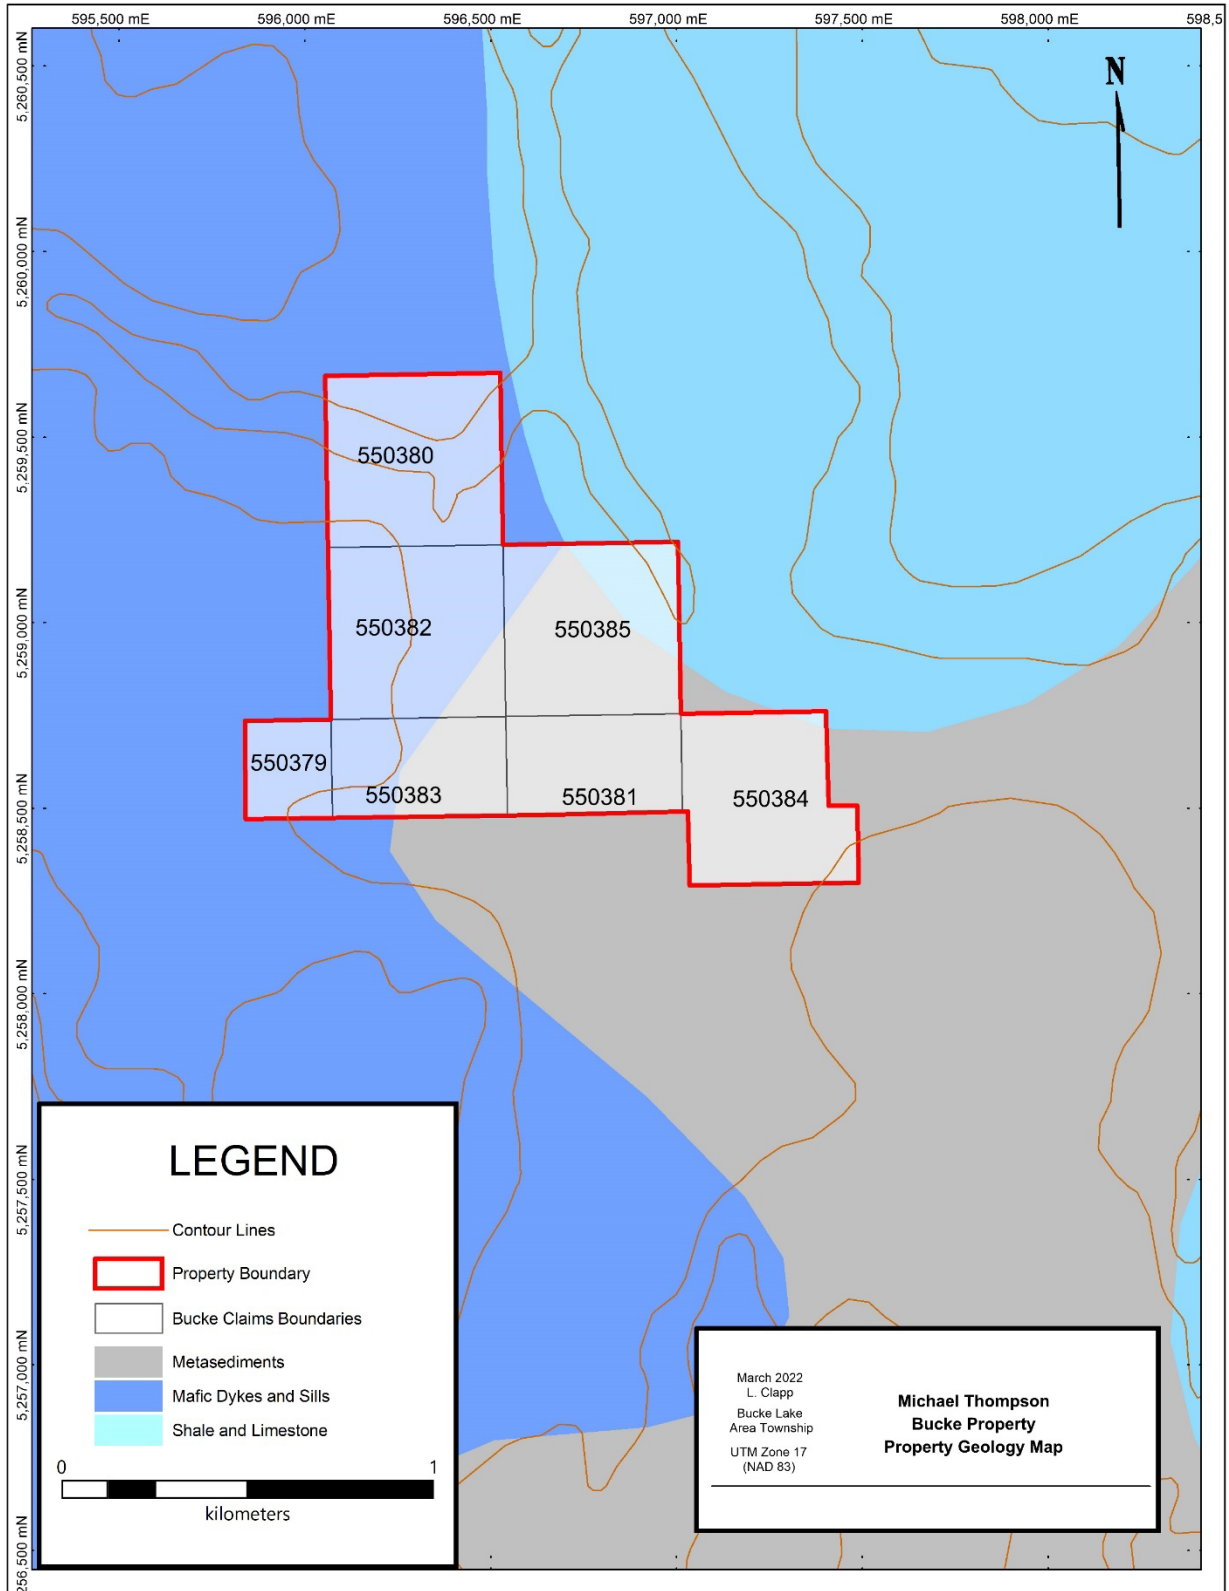 595,500 mE
596,000 mE
596,500 mE
597,000 mE
597,500 mE
598,000 mE
598,5
5,260,500 mN
5,260,000 mN
5,259,500 mN
5,259,000 mN
5,258,500 mN
5,258,000 mN
5,257,500 mN
5,257,000 mN
256,500 mN
N
550380
550382
550385
550379
550383
550381
550384
LEGEND
Contour Lines
Property Boundary
Bucke Claims Boundaries
Metasediments
Mafic Dykes and Sills
Shale and Limestone
0 1
kilometers
March 2022
L. Clapp
Bucke Lake
Area Township
UTM Zone 17
(NAD 83)
Michael Thompson
Bucke Property
Property Geology Map